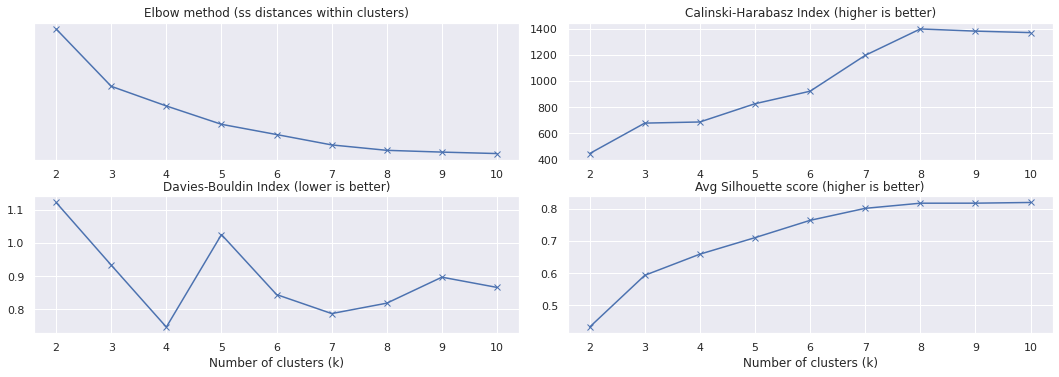 Elbow method (ss distances within clusters)
2 3 4 5 6 7 8 9 10
Calinski-Harabasz Index (higher is better)
1400
1200
1000
800
600
400
2 3 4 5 6 7 8 9 10
Davies-Bouldin Index (lower is better)
1.1
1.0
0.9
0.8
2 3 4 5 6 7 8 9 10
Number of clusters (k)
Avg Silhouette score (higher is better)
0.8
0.7
0.6
0.5
2 3 4 5 6 7 8 9 10
Number of clusters (k)